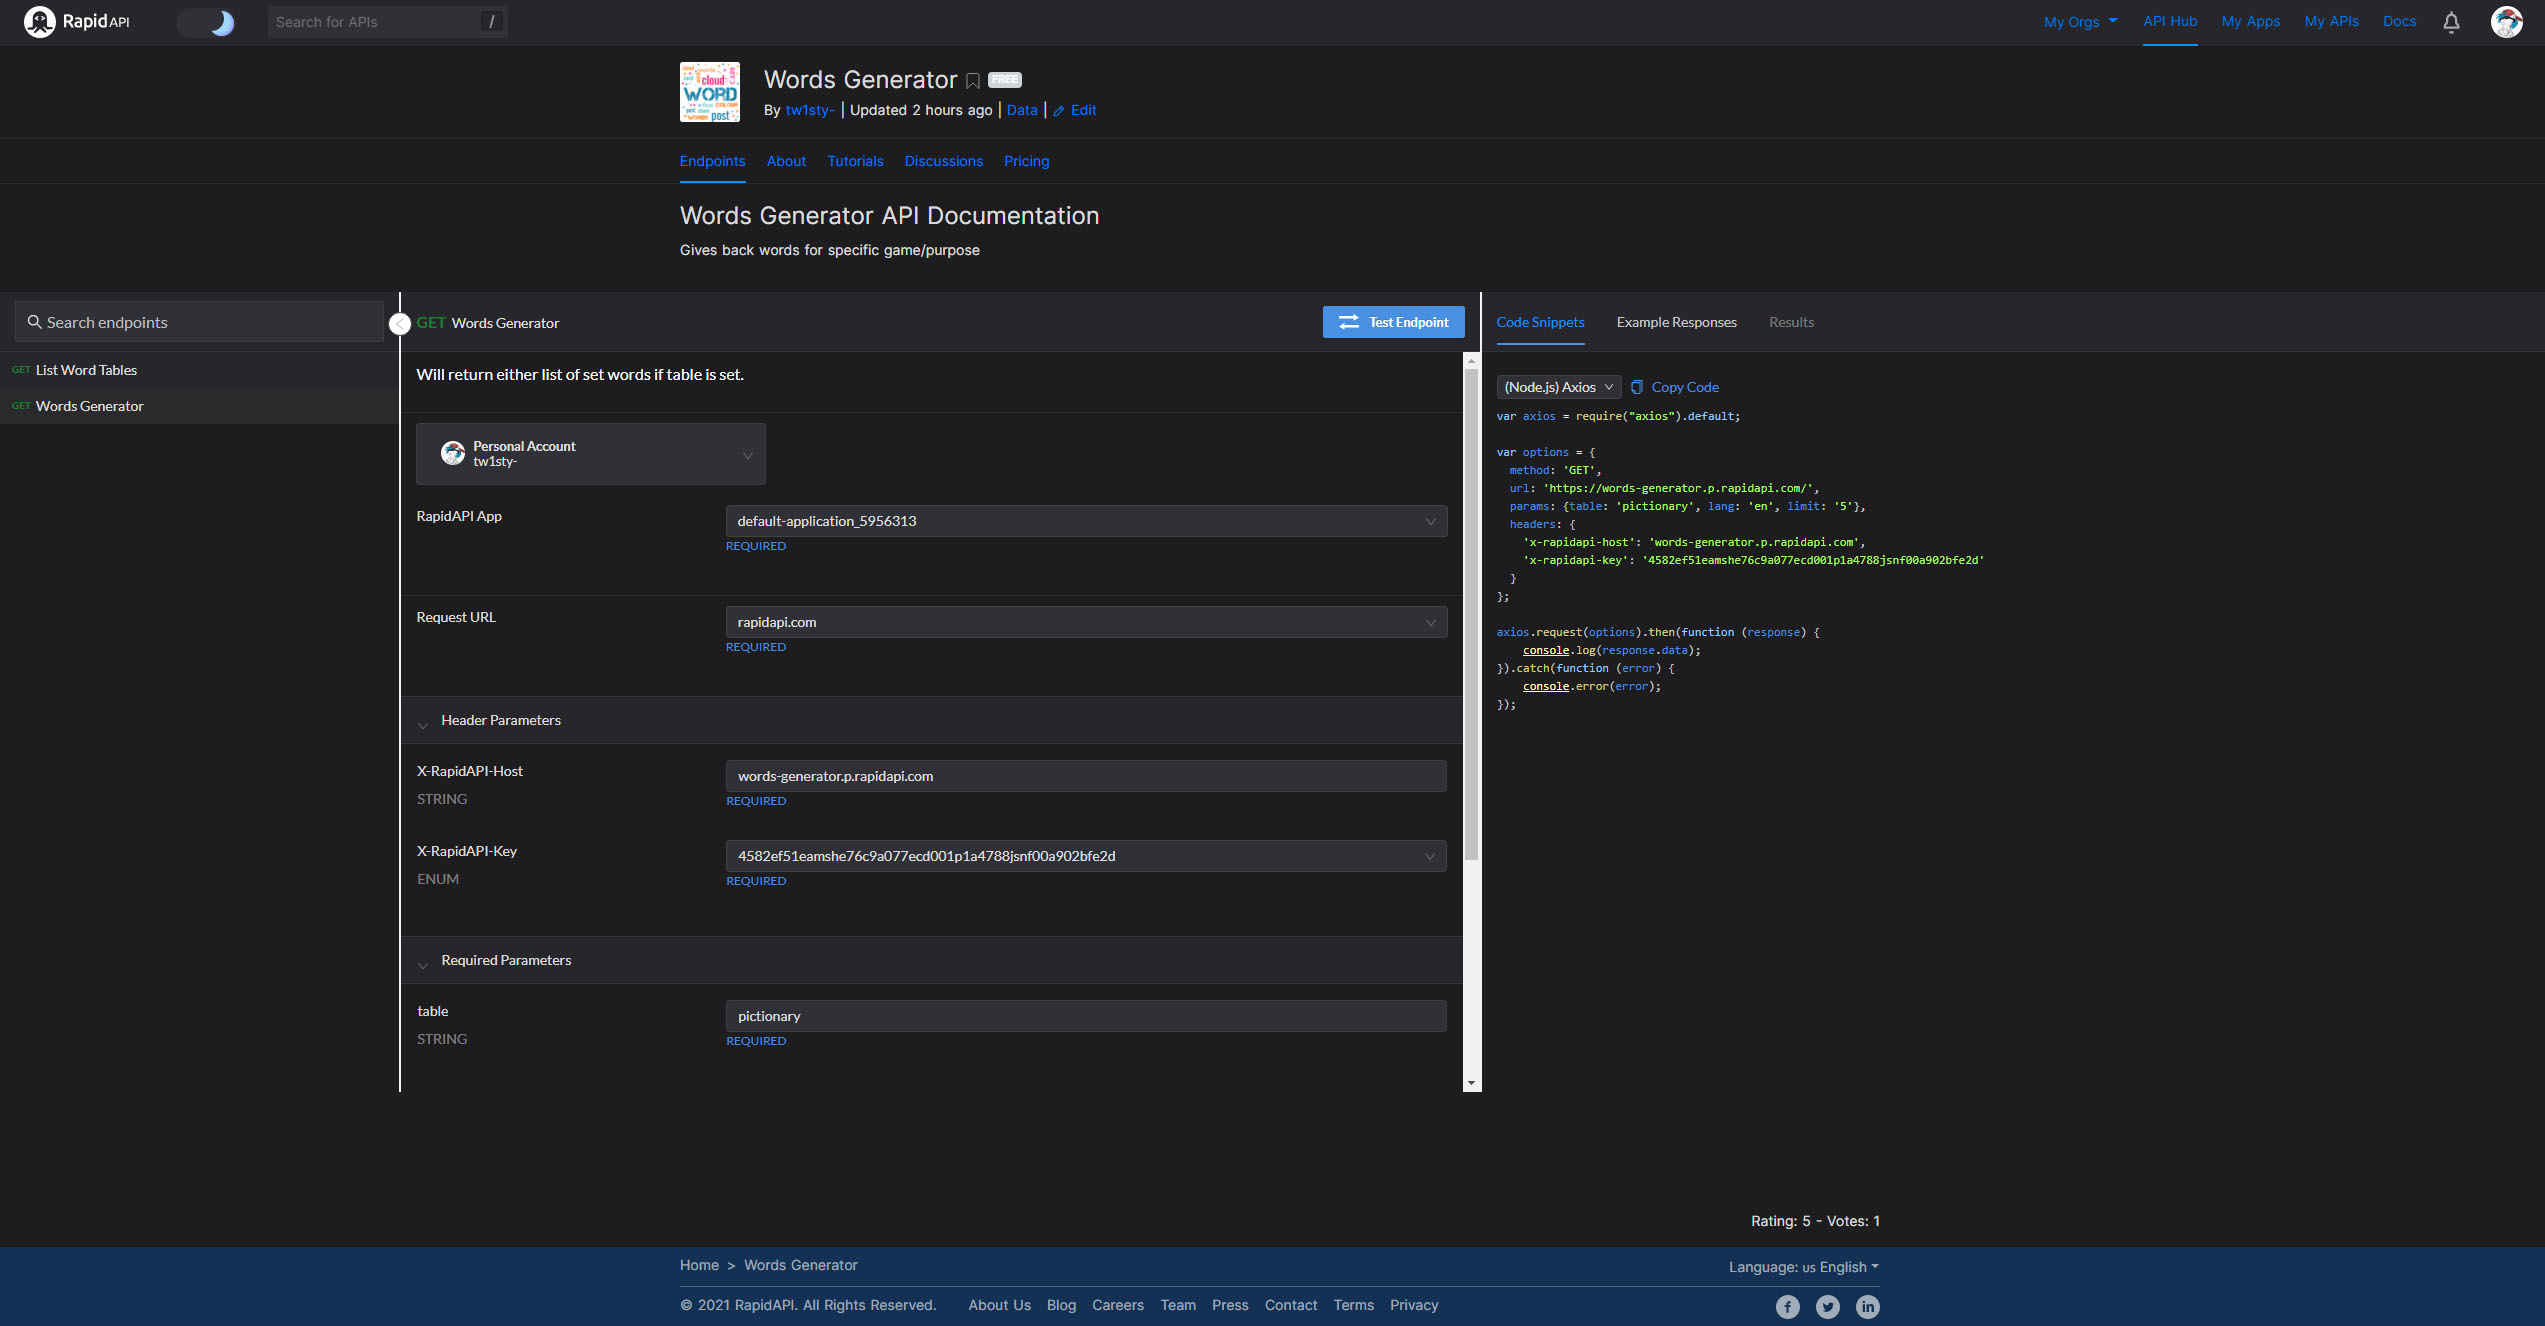 RapidAPI
Search for APIs /
My Orgs API Hub My Apps My APIs Docs
cloud
WORD
post
Words Generator FREE
By tw1sty- | Updated 2 hours ago | Data | Edit
Endpoints About Tutorials Discussions Pricing
Words Generator API Documentation
Gives back words for specific game/purpose
Search endpoints
GET List Word Tables
GET Words Generator
GET Words Generator
Test Endpoint
Will return either list of set words if table is set.
Personal Account
tw1sty-
RapidAPI App
default-application_5956313
REQUIRED
Request URL
rapidapi.com
REQUIRED
Header Parameters
X-RapidAPI-Host
STRING
words-generator.p.rapidapi.com
REQUIRED
X-RapidAPI-Key
ENUM
4582ef51eamshe76c9a077ecd001p1a4788jsnf00a902bfe2d
REQUIRED
Required Parameters
table
STRING
pictionary
REQUIRED
Code Snippets Example Responses Results
(Node.js) Axios Copy Code
var axios = require("axios").default;
var options = {
method: 'GET',
url: 'https://words-generator.p.rapidapi.com/',
params: {table: 'pictionary', lang: 'en', limit: '5'},
headers: {
'x-rapidapi-host': 'words-generator.p.rapidapi.com',
'x-rapidapi-key': '4582ef51eamshe76c9a077ecd001p1a4788jsnf00a902bfe2d'
}
};
axios.request(options).then(function (response) {
console.log(response.data);
}).catch(function (error) {
console.error(error);
});
Rating: 5 - Votes: 1
Home > Words Generator
Language: us English
© 2021 RapidAPI. All Rights Reserved. About Us Blog Careers Team Press Contact Terms Privacy